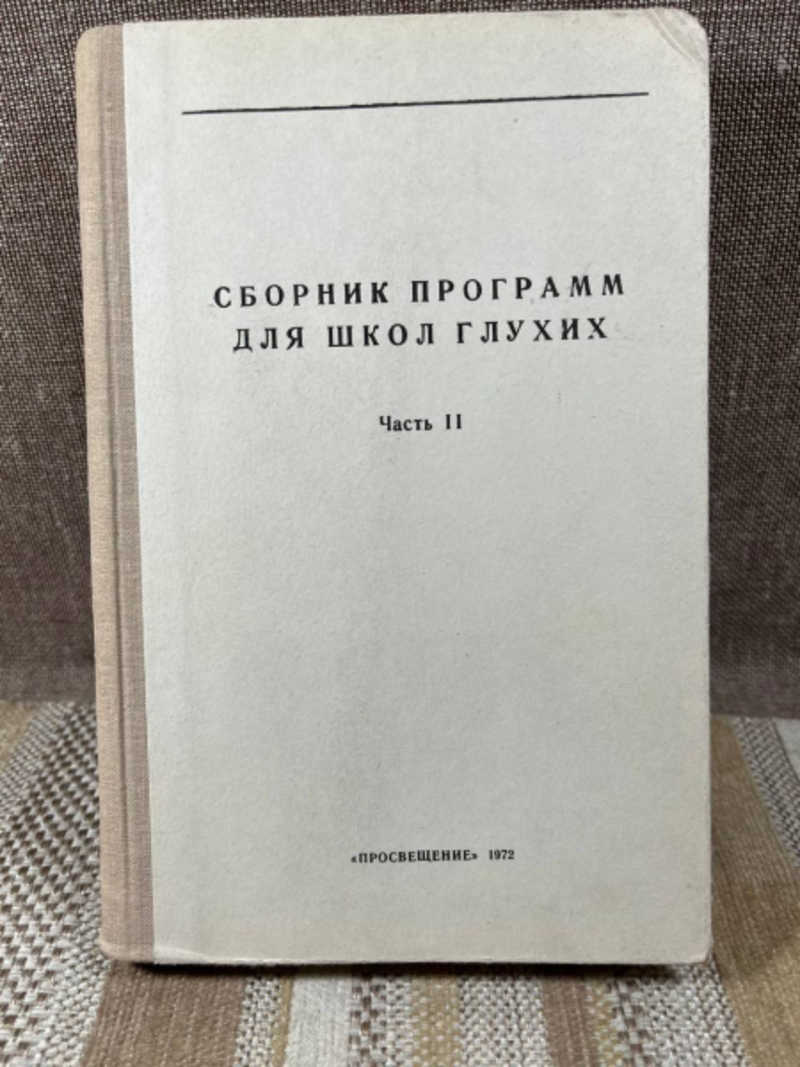 СБОРНИК ПРОГРАММ
ДЛЯ ШКОЛ ГЛУХИХ
Часть II
«ПРОСВЕЩЕНИЕ» 1972